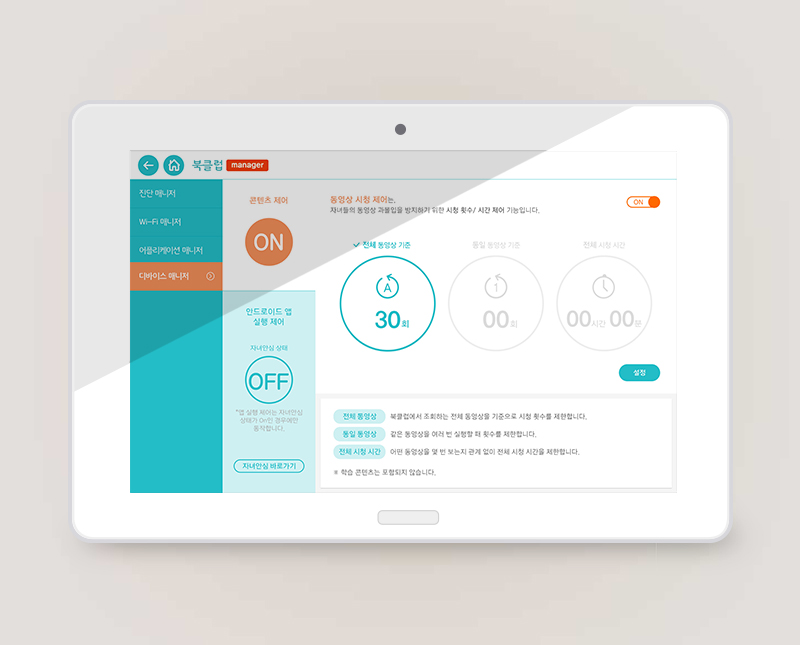 북클럽 manager
진단 매니저
Wi-Fi 매니저
어플리케이션 매니저
디바이스 매니저
콘텐츠 제어
ON
안드로이드 앱
실행 제어
자녀안심 상태
OFF
*앱 실행 제어는 자녀안심
상태가 On인 경우에만
동작합니다.
자녀안심 바로가기
동영상 시청 제어는,
자녀들의 동영상 과몰입을 방지하기 위한 시청 횟수/ 시간 제어 기능입니다.
ON
전체 동영상 기준
A
30회
동일 동영상 기준
1
00회
전체 시청 시간
00시간 00분
설정
전체 동영상 북클럽에서 조회하는 전체 동영상을 기준으로 시청 횟수를 제한합니다.
동일 동영상 같은 동영상을 여러 번 실행할 때 횟수를 제한합니다.
전체 시청 시간 어떤 동영상을 몇 번 보는지 관계 없이 전체 시청 시간을 제한합니다.
※ 학습 콘텐츠는 포함되지 않습니다.